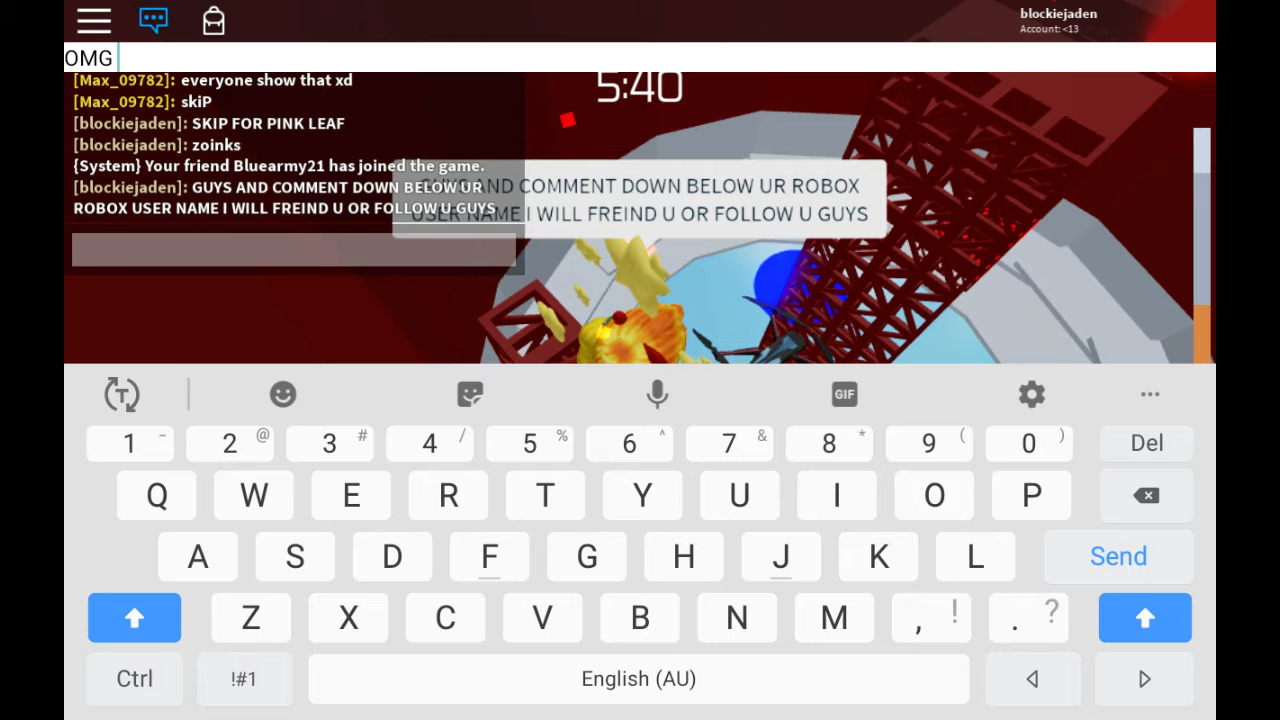 blockiejaden
Account: <13
OMG
5:40
[Max_09782]: everyone show that xd
[Max_09782]: skiP
[blockiejaden]: SKIP FOR PINK LEAF
[blockiejaden]: zoinks
{System} Your friend Bluearmy21 has joined the game.
[blockiejaden]: GUYS AND COMMENT DOWN BELOW UR
ROBOX USER NAME I WILL FREIND U OR FOLLOW U GUYS
GUYS AND COMMENT DOWN BELOW UR ROBOX
USER NAME I WILL FREIND U OR FOLLOW U GUYS
T
GIF
1 - 2 @ 3 # 4 / 5 % 6 ^ 7 & 8 * 9 ( 0 ) Del
Q W E R T Y U I O P
A S D F G H J K L Send
Z X C V B N M , ! . ?
Ctrl !#1 English (AU)